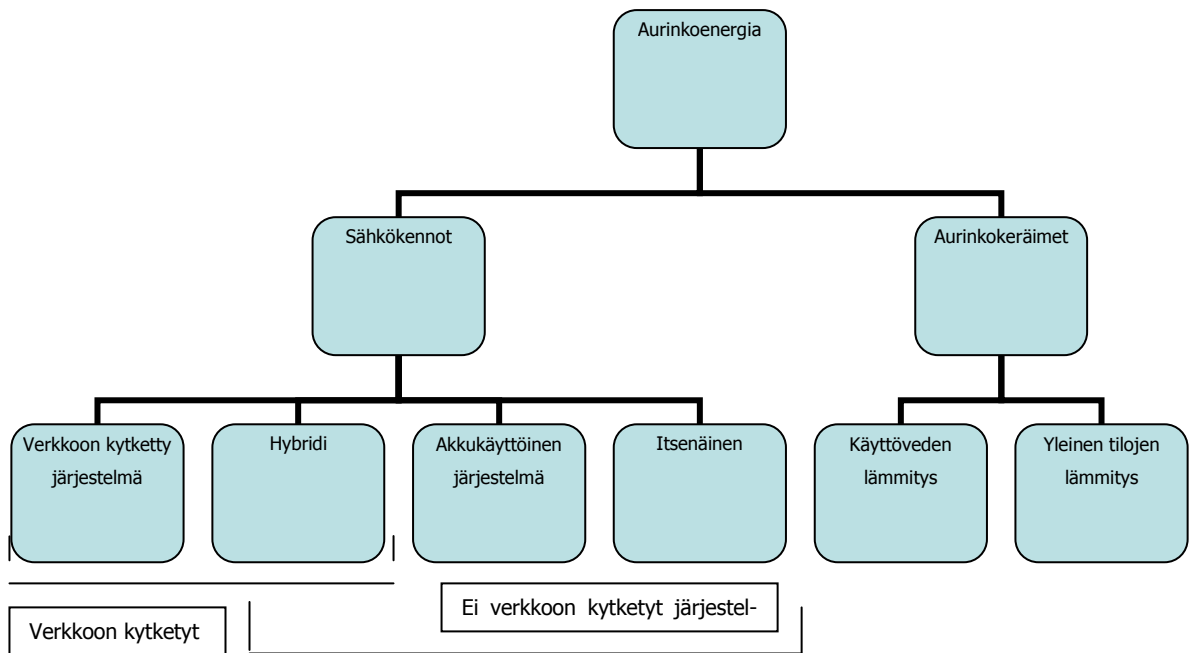 Aurinkoenergia
Sähkökennot
Aurinkokeräimet
Verkkoon kytketty
järjestelmä
Hybridi
Akkukäyttöinen
järjestelmä
Itsenäinen
Käyttöveden
lämmitys
Yleinen tilojen
lämmitys
Ei verkkoon kytketyt järjestel-
Verkkoon kytketyt